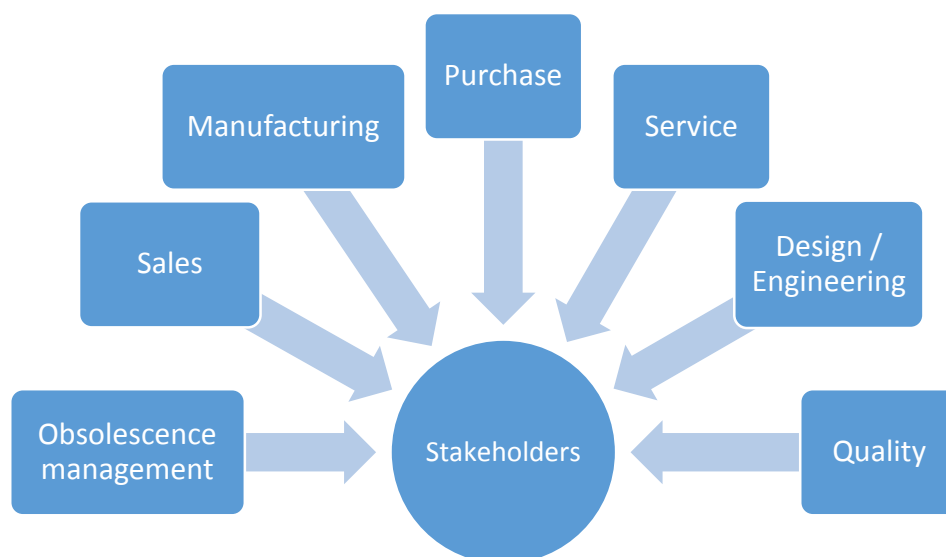 Purchase
Manufacturing
Service
Sales
Design /
Engineering
Obsolescence
management
Stakeholders
Quality